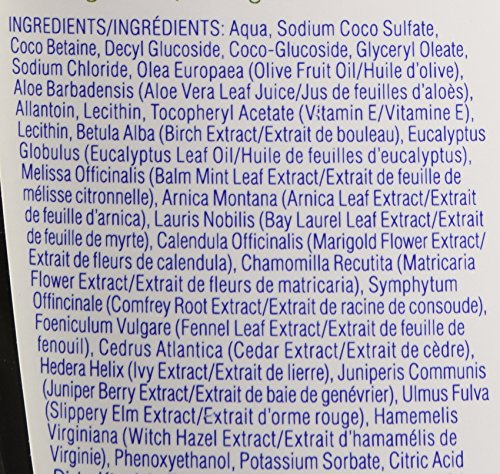 INGREDIENTS/INGRÉDIENTS: Aqua, Sodium Coco Sulfate,
Coco Betaine, Decyl Glucoside, Coco-Glucoside, Glyceryl Oleate,
Sodium Chloride, Olea Europaea (Olive Fruit Oil/Huile d'olive),
Aloe Barbadensis (Aloe Vera Leaf Juice/Jus de feuilles d'aloès),
Allantoin, Lecithin, Tocopheryl Acetate (Vitamin E/Vitamine E),
Lecithin, Betula Alba (Birch Extract/Extrait de bouleau), Eucalyptus
Globulus (Eucalyptus Leaf Oil/Huile de feuilles d'eucalyptus),
Melissa Officinalis (Balm Mint Leaf Extract/Extrait de feuille de
mélisse citronnelle), Arnica Montana (Arnica Leaf Extract/Extrait
de feuille d'arnica), Lauris Nobilis (Bay Laurel Leaf Extract/Extrait
de feuille de myrte), Calendula Officinalis (Marigold Flower Extract/
Extrait de fleurs de calendula), Chamomilla Recutita (Matricaria
Flower Extract/Extrait de fleurs de matricaria), Symphytum
Offincinale (Comfrey Root Extract/Extrait de racine de consoude),
Foeniculum Vulgare (Fennel Leaf Extract/Extrait de feuille de
fenouil), Cedrus Atlantica (Cedar Extract/Extrait de cèdre),
Hedera Helix (Ivy Extract/Extrait de lierre), Juniperis Communis
(Juniper Berry Extract/Extrait de baie de genévrier), Ulmus Fulva
(Slippery Elm Extract/Extrait d'orme rouge), Hamemelis
Virginiana (Witch Hazel Extract/Extrait d'hamamélis de
Virginie), Phenoxyethanol, Potassium Sorbate, Citric Acid